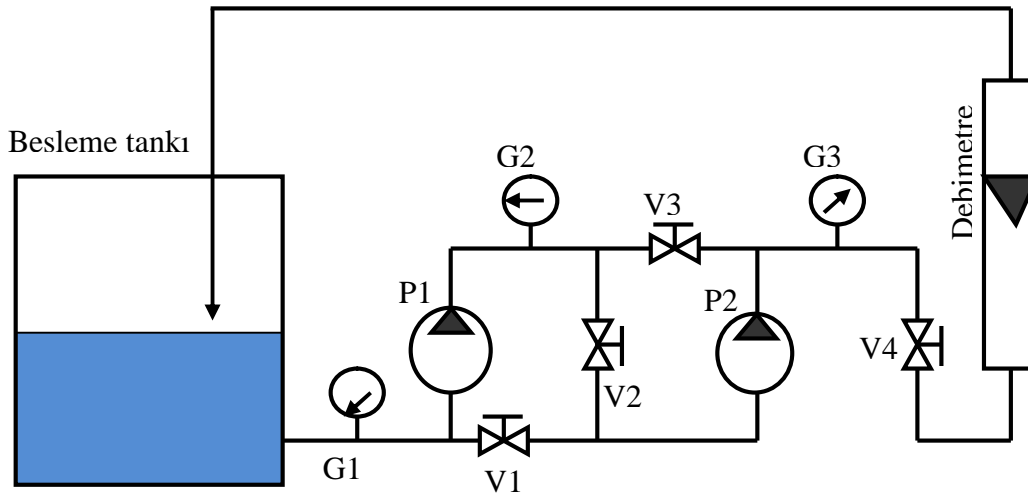 Besleme tankı
G2
G3
Debimetre
V3
P1
P2
V2
V4
G1
V1